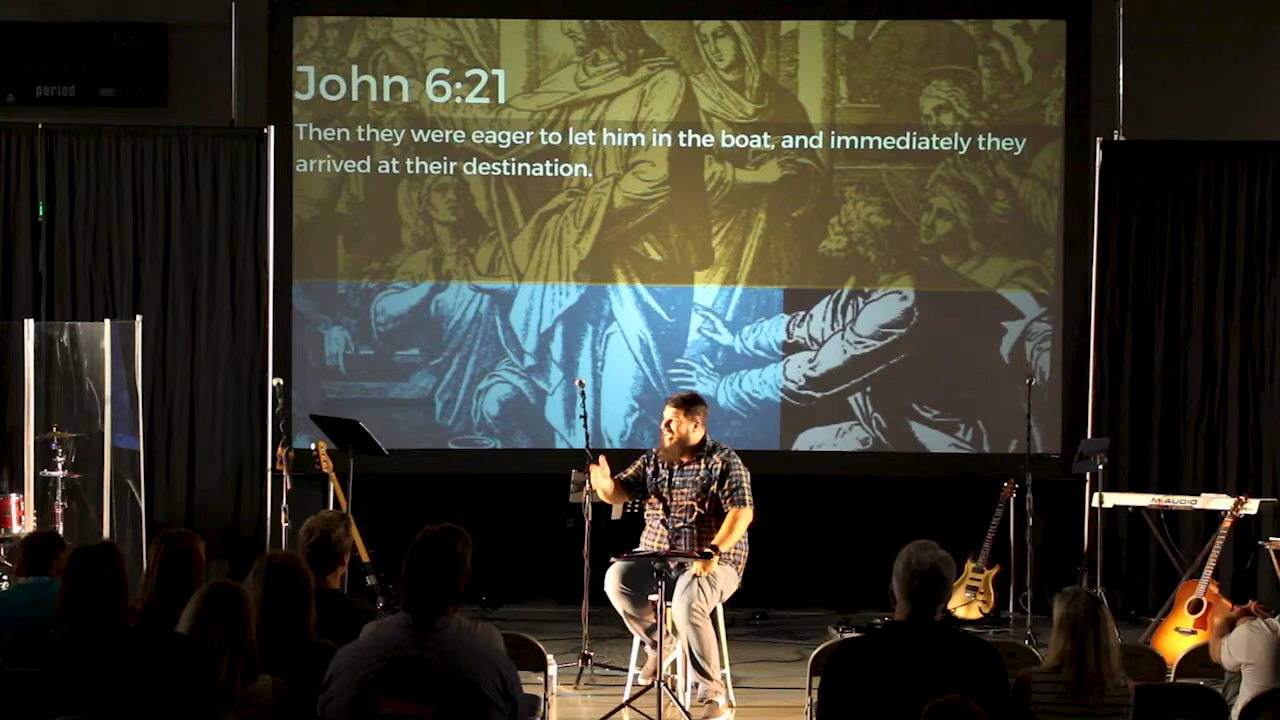 period
John 6:21
Then they were eager to let him in the boat, and immediately they
arrived at their destination.
M-AUDIO